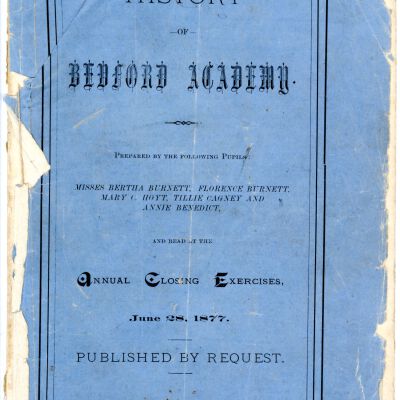 HISTORY
—OF—
BEDFORD ACADEMY.
PREPARED BY THE FOLLOWING PUPILS
MISSES BERTHA BURNETT, FLORENCE BURNETT,
MARY C. HOYT, TILLIE CAGNEY AND
ANNIE BENEDICT,
AND READ AT THE
ANNUAL CLOSING EXERCISES,
June 28, 1877.
PUBLISHED BY REQUEST.